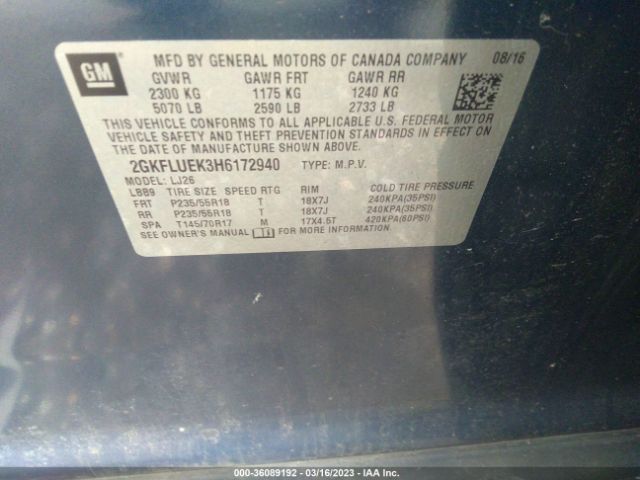 GM
MFD BY GENERAL MOTORS OF CANADA COMPANY 08/16
GVWR GAWR FRT GAWR RR
2300 KG 1175 KG 1240 KG
5070 LB 2590 LB 2733 LB
THIS VEHICLE CONFORMS TO ALL APPLICABLE U.S. FEDERAL MOTOR
VEHICLE SAFETY AND THEFT PREVENTION STANDARDS IN EFFECT ON
THE DATE OF MANUFACTURE SHOWN ABOVE.
2GKFLUEK3H6172940 TYPE: M.P.V.
MODEL: LJ26
L889 TIRE SIZE SPEED RTG RIM COLD TIRE PRESSURE
FRT P235/55R18 T 18X7J 240KPA(35PSI)
RR P235/55R18 T 18X7J 240KPA(35PSI)
SPA T145/70R17 M 17X4.5T 420KPA(60PSI)
SEE OWNER'S MANUAL FOR MORE INFORMATION.
000-36089192 - 03/16/2023 - IAA Inc.